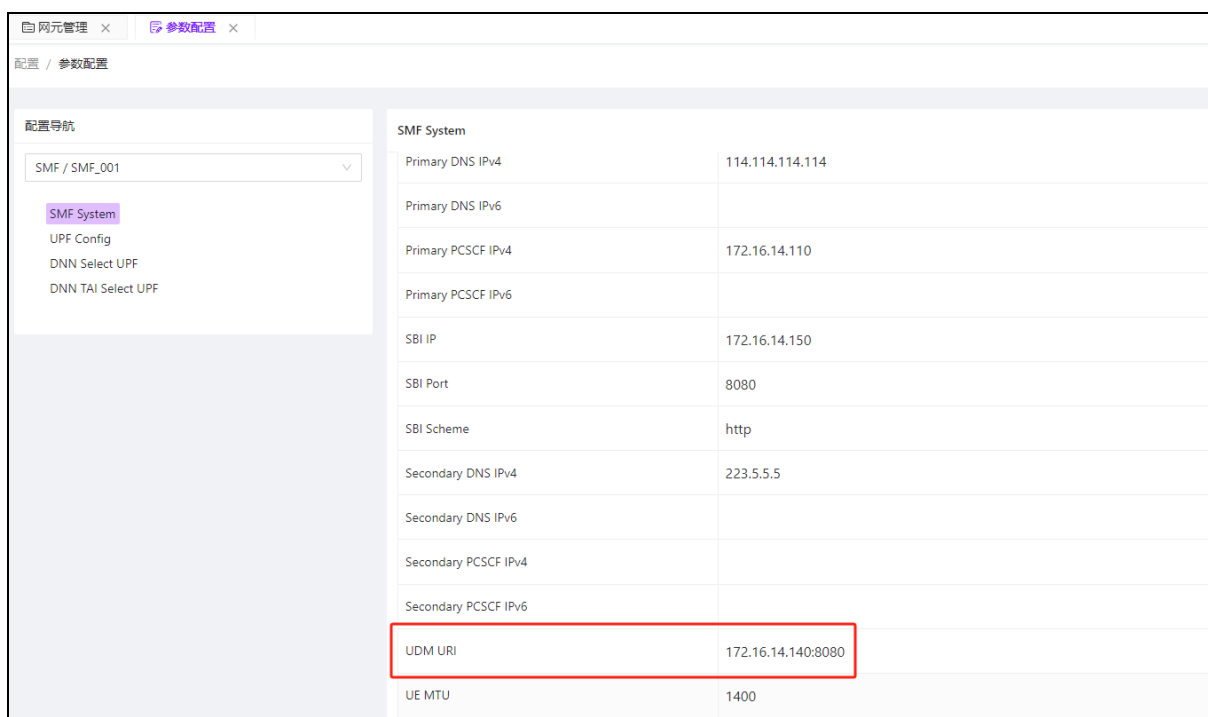 网元管理 参数配置
配置 / 参数配置
配置导航
SMF / SMF_001
SMF System
UPF Config
DNN Select UPF
DNN TAI Select UPF
SMF System
Primary DNS IPv4 114.114.114.114
Primary DNS IPv6
Primary PCSCF IPv4 172.16.14.110
Primary PCSCF IPv6
SBI IP 172.16.14.150
SBI Port 8080
SBI Scheme http
Secondary DNS IPv4 223.5.5.5
Secondary DNS IPv6
Secondary PCSCF IPv4
Secondary PCSCF IPv6
UDM URI 172.16.14.140:8080
UE MTU 1400